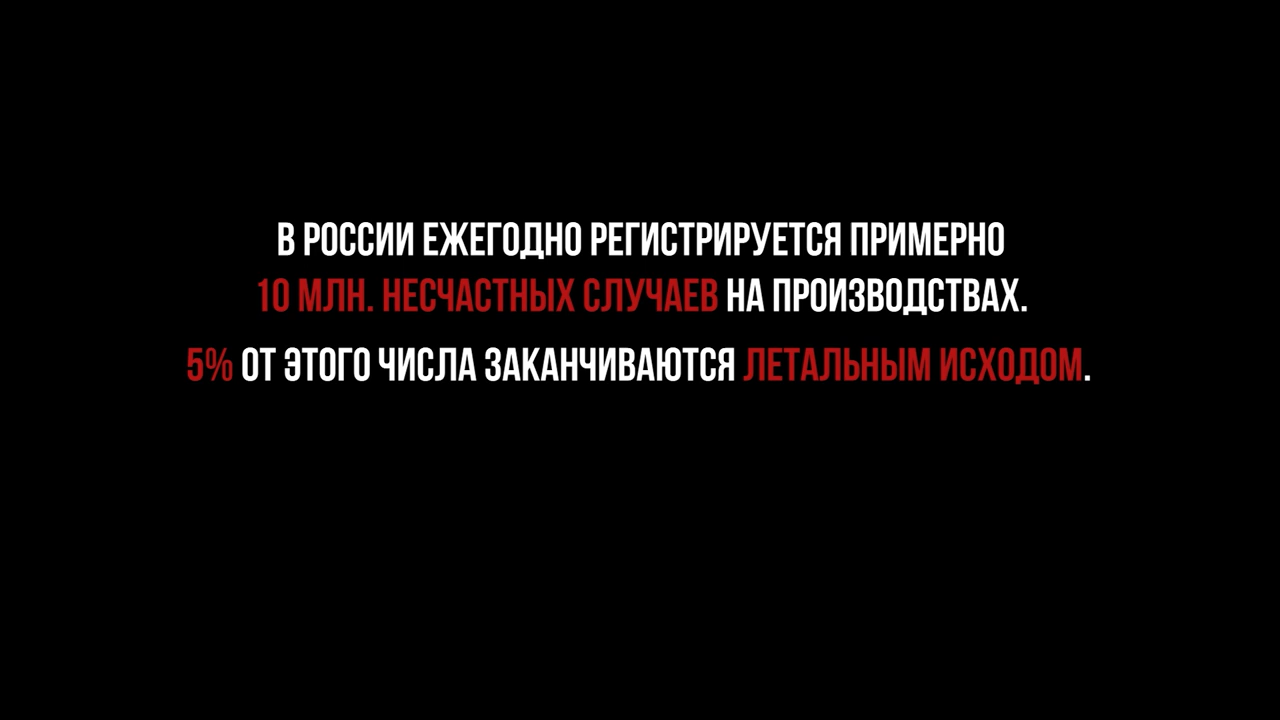 В РОССИИ ЕЖЕГОДНО РЕГИСТРИРУЕТСЯ ПРИМЕРНО
10 МЛН. НЕСЧАСТНЫХ СЛУЧАЕВ НА ПРОИЗВОДСТВАХ.
5% ОТ ЭТОГО ЧИСЛА ЗАКАНЧИВАЮТСЯ ЛЕТАЛЬНЫМ ИСХОДОМ.